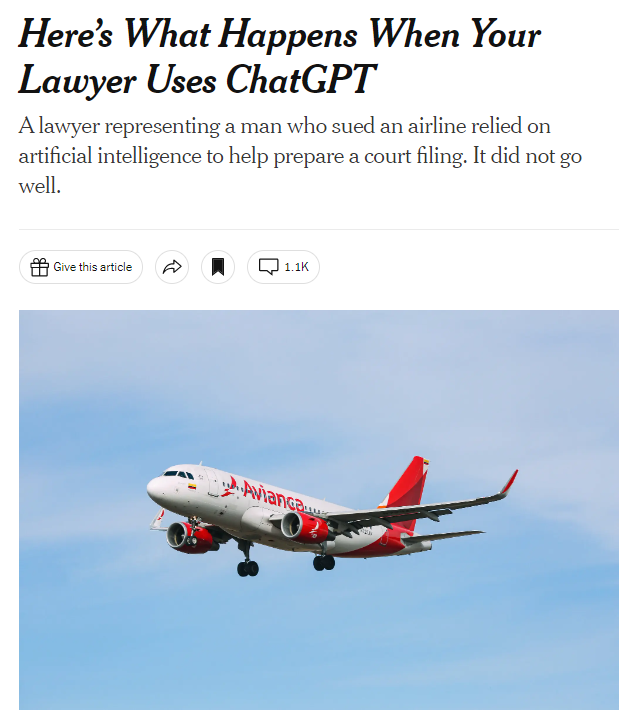 Here's What Happens When Your
Lawyer Uses ChatGPT
A lawyer representing a man who sued an airline relied on
artificial intelligence to help prepare a court filing. It did not go
well.
Give this article
1.1K
Avianca